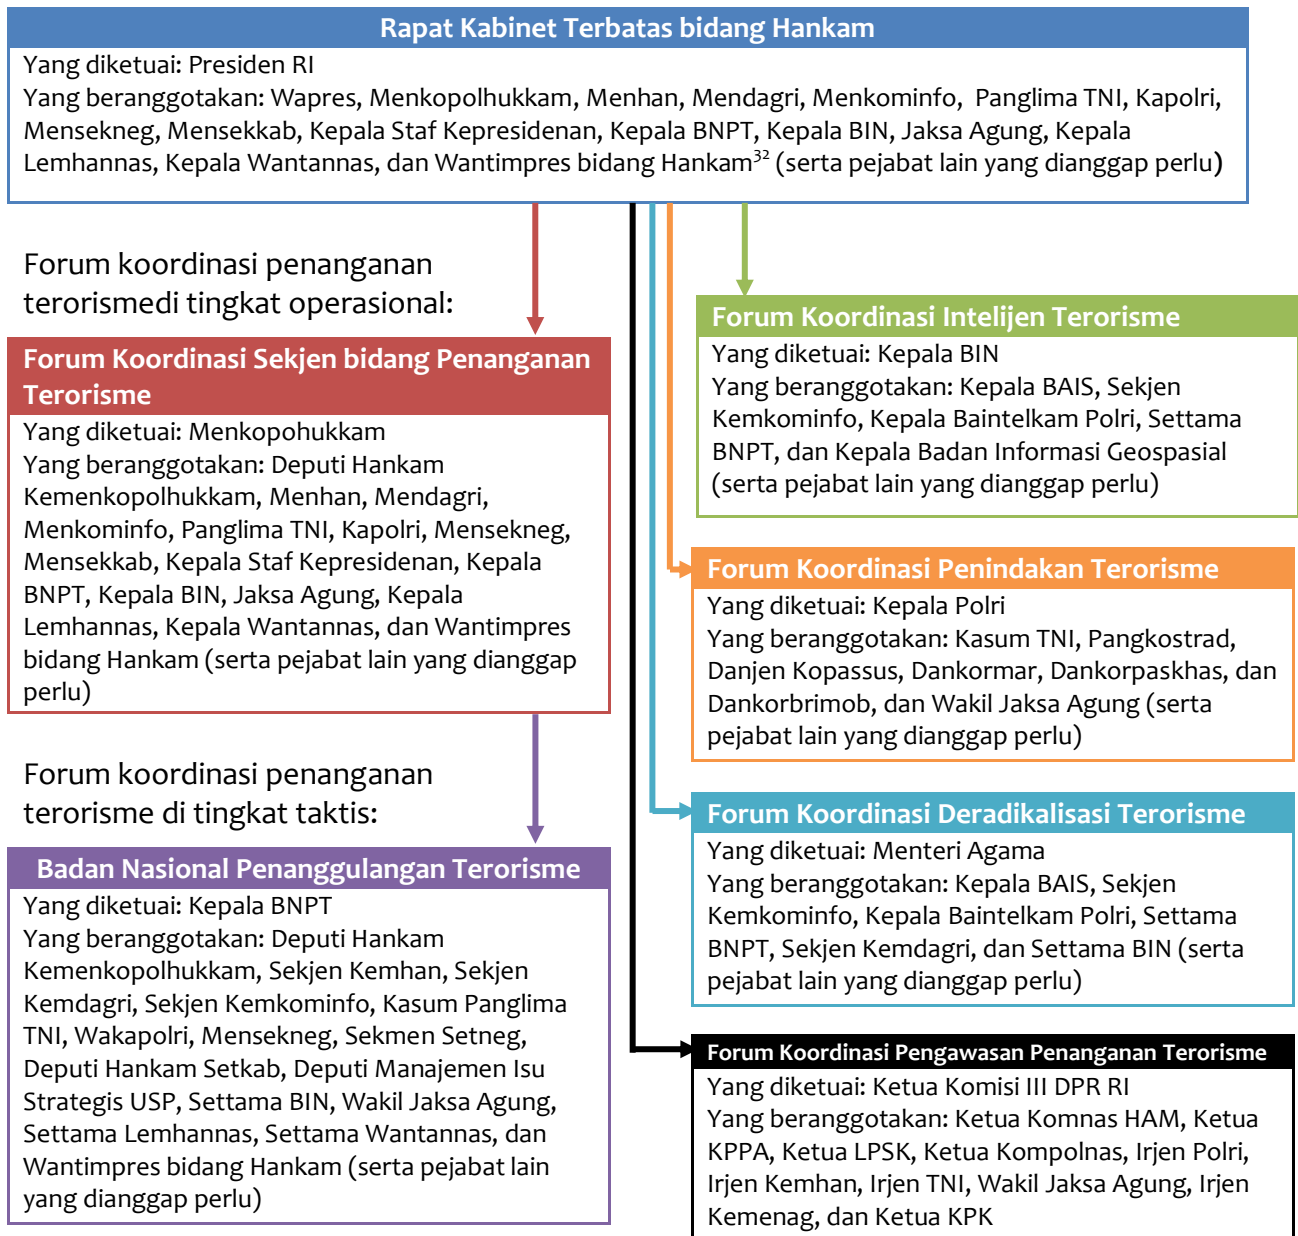 Rapat Kabinet Terbatas bidang Hankam
Yang diketuai: Presiden RI
Yang beranggotakan: Wapres, Menkopolhukkam, Menhan, Mendagri, Menkominfo, Panglima TNI, Kapolri,
Mensekneg, Mensekkab, Kepala Staf Kepresidenan, Kepala BNPT, Kepala BIN, Jaksa Agung, Kepala
Lemhannas, Kepala Wantannas, dan Wantimpres bidang Hankam³² (serta pejabat lain yang dianggap perlu)
Forum koordinasi penanganan
terorismedi tingkat operasional:
Forum Koordinasi Sekjen bidang Penanganan
Terorisme
Yang diketuai: Menkopohukkam
Yang beranggotakan: Deputi Hankam
Kemenkopolhukkam, Menhan, Mendagri,
Menkominfo, Panglima TNI, Kapolri, Mensekneg,
Mensekkab, Kepala Staf Kepresidenan, Kepala
BNPT, Kepala BIN, Jaksa Agung, Kepala
Lemhannas, Kepala Wantannas, dan Wantimpres
bidang Hankam (serta pejabat lain yang dianggap
perlu)
Forum koordinasi penanganan
terorisme di tingkat taktis:
Badan Nasional Penanggulangan Terorisme
Yang diketuai: Kepala BNPT
Yang beranggotakan: Deputi Hankam
Kemenkopolhukkam, Sekjen Kemhan, Sekjen
Kemdagri, Sekjen Kemkominfo, Kasum Panglima
TNI, Wakapolri, Mensekneg, Sekmen Setneg,
Deputi Hankam Setkab, Deputi Manajemen Isu
Strategis USP, Settama BIN, Wakil Jaksa Agung,
Settama Lemhannas, Settama Wantannas, dan
Wantimpres bidang Hankam (serta pejabat lain
yang dianggap perlu)
Forum Koordinasi Intelijen Terorisme
Yang diketuai: Kepala BIN
Yang beranggotakan: Kepala BAIS, Sekjen
Kemkominfo, Kepala Baintelkam Polri, Settama
BNPT, dan Kepala Badan Informasi Geospasial
(serta pejabat lain yang dianggap perlu)
Forum Koordinasi Penindakan Terorisme
Yang diketuai: Kepala Polri
Yang beranggotakan: Kasum TNI, Pangkostrad,
Danjen Kopassus, Dankormar, Dankorpaskhas, dan
Dankorbrimob, dan Wakil Jaksa Agung (serta
pejabat lain yang dianggap perlu)
Forum Koordinasi Deradikalisasi Terorisme
Yang diketuai: Menteri Agama
Yang beranggotakan: Kepala BAIS, Sekjen
Kemkominfo, Kepala Baintelkam Polri, Settama
BNPT, Sekjen Kemdagri, dan Settama BIN (serta
pejabat lain yang dianggap perlu)
Forum Koordinasi Pengawasan Penanganan Terorisme
Yang diketuai: Ketua Komisi III DPR RI
Yang beranggotakan: Ketua Komnas HAM, Ketua
KPPA, Ketua LPSK, Ketua Kompolnas, Irjen Polri,
Irjen Kemhan, Irjen TNI, Wakil Jaksa Agung, Irjen
Kemenag, dan Ketua KPK